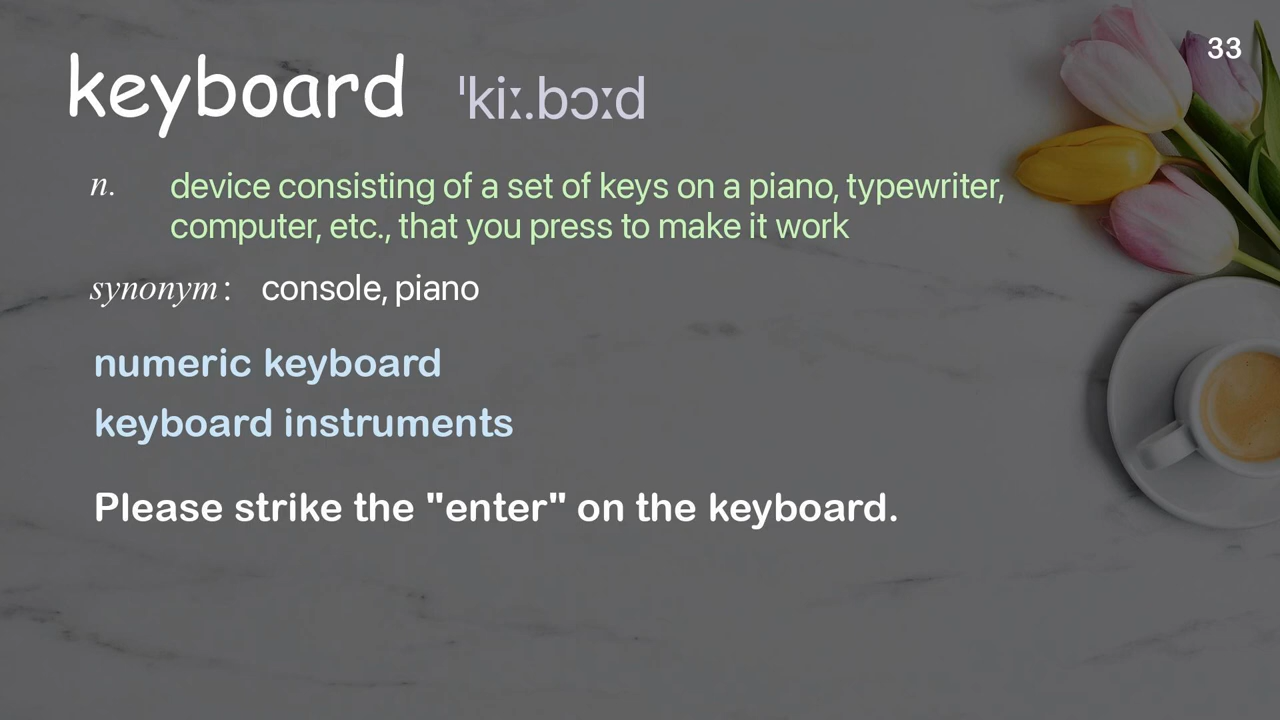 33
keyboard ˈkiː.bɔːd
n. device consisting of a set of keys on a piano, typewriter,
computer, etc., that you press to make it work
synonym: console, piano
numeric keyboard
keyboard instruments
Please strike the "enter" on the keyboard.